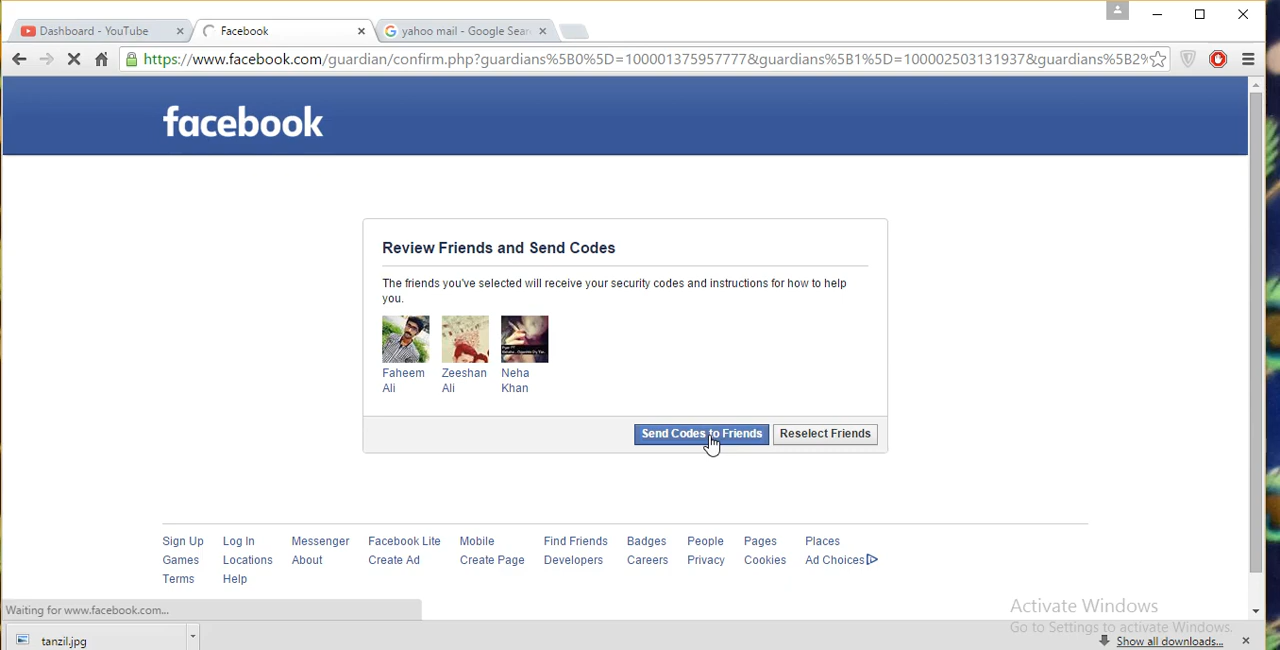 Dashboard - YouTube
Facebook
yahoo mail - Google Sear
https://www.facebook.com/guardian/confirm.php?guardians%5B0%5D=100001375957777&guardians%5B1%5D=100002503131937&guardians%5B2%
facebook
Review Friends and Send Codes
The friends you've selected will receive your security codes and instructions for how to help
you.
Faheem Ali
Zeeshan Ali
Neha Khan
Send Codes to Friends
Reselect Friends
Sign Up Log In Messenger Facebook Lite Mobile Find Friends Badges People Pages Places
Games Locations About Create Ad Create Page Developers Careers Privacy Cookies Ad Choices
Terms Help
Waiting for www.facebook.com...
Activate Windows
Go to Settings to activate Windows.
tanzil.jpg
Show all downloads...